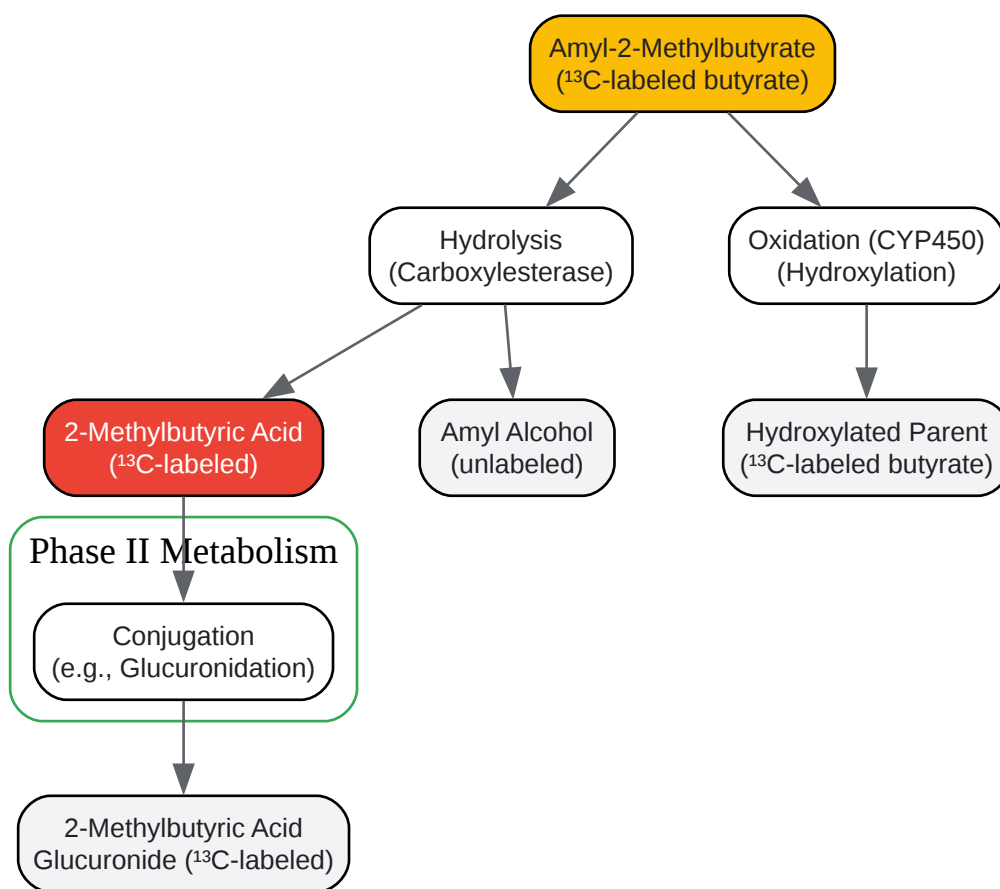 Amyl-2-Methylbutyrate
(¹³C-labeled butyrate)
Hydrolysis
(Carboxylesterase)
Oxidation (CYP450)
(Hydroxylation)
2-Methylbutyric Acid
(¹³C-labeled)
Amyl Alcohol
(unlabeled)
Hydroxylated Parent
(¹³C-labeled butyrate)
Phase II Metabolism
Conjugation
(e.g., Glucuronidation)
2-Methylbutyric Acid
Glucuronide (¹³C-labeled)